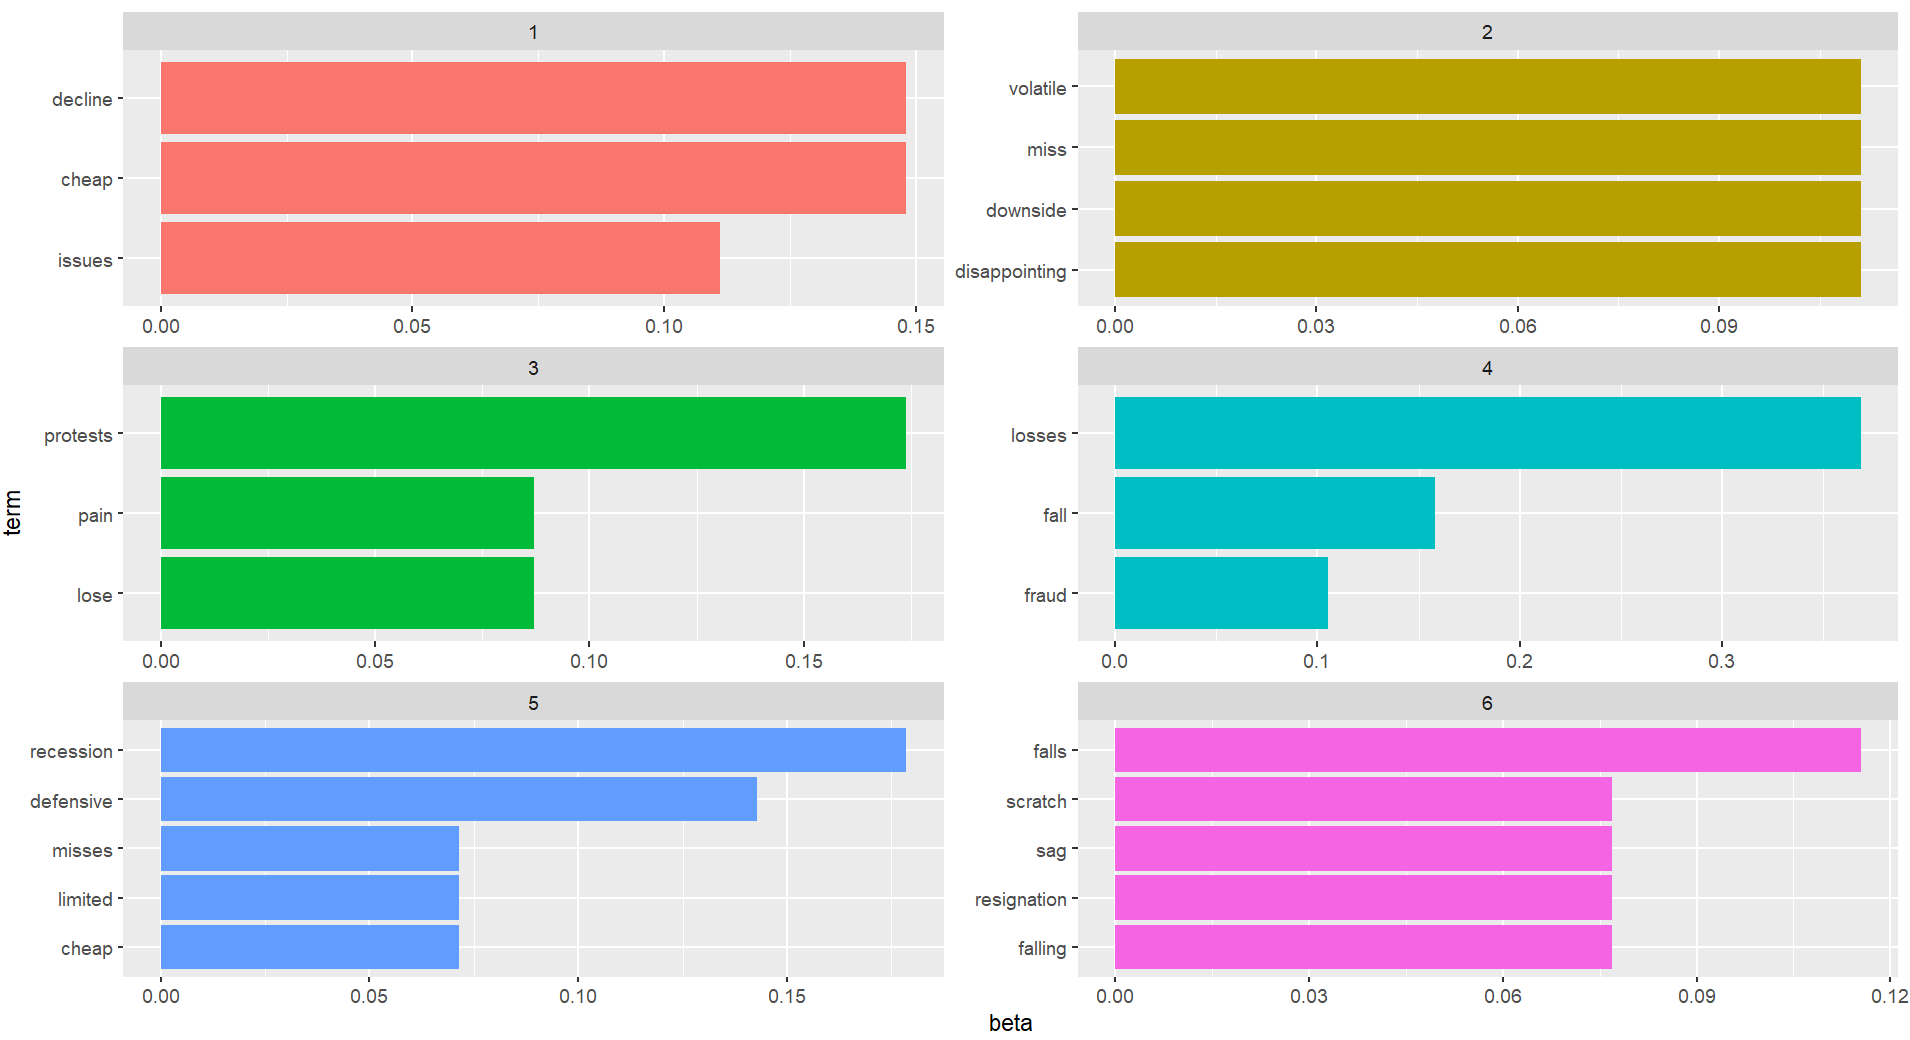 1
decline
cheap
issues
0.00 0.05 0.10 0.15
2
volatile
miss
downside
disappointing
0.00 0.03 0.06 0.09
3
protests
pain
lose
0.00 0.05 0.10 0.15
4
losses
fall
fraud
0.0 0.1 0.2 0.3
5
recession
defensive
misses
limited
cheap
0.00 0.05 0.10 0.15
6
falls
scratch
sag
resignation
falling
0.00 0.03 0.06 0.09 0.12
term
beta